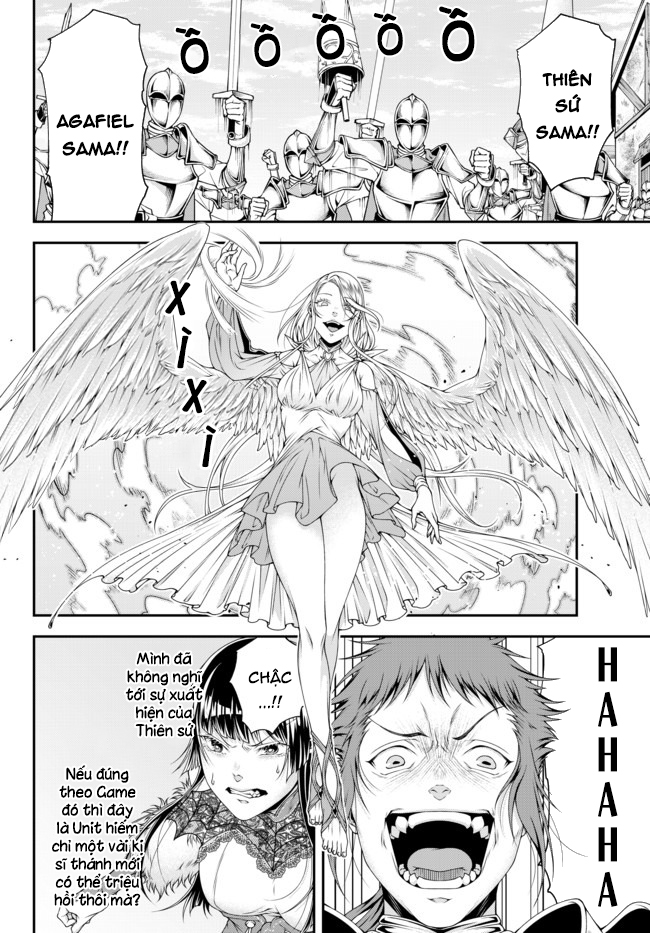 THIÊN
SỨ
SAMA!!
Ồ Ồ Ồ Ồ Ồ
AGAFIEL
SAMA!!
XÌ XÌ
HAHAHA
CHẬC
...!!
Mình đã
không nghĩ
tới sự xuất
hiện của
Thiên sứ
Nếu đúng
theo Game
đó thì đây
là Unit hiếm
chỉ một vài kị
sĩ thánh mới
có thể triệu
hồi thôi mà?